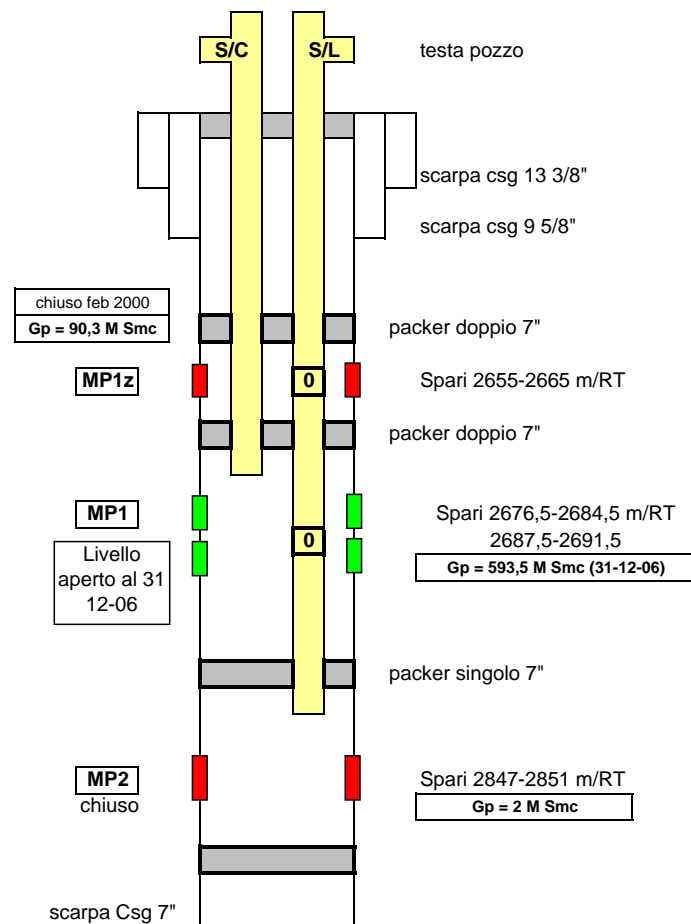 S/C S/L testa pozzo
scarpa csg 13 3/8"
scarpa csg 9 5/8"
chiuso feb 2000
Gp = 90,3 M Smc
packer doppio 7"
MP1z 0 Spari 2655-2665 m/RT
packer doppio 7"
MP1 Spari 2676,5-2684,5 m/RT
0 2687,5-2691,5
Livello
aperto al 31
12-06
Gp = 593,5 M Smc (31-12-06)
packer singolo 7"
MP2 Spari 2847-2851 m/RT
chiuso
Gp = 2 M Smc
scarpa Csg 7"